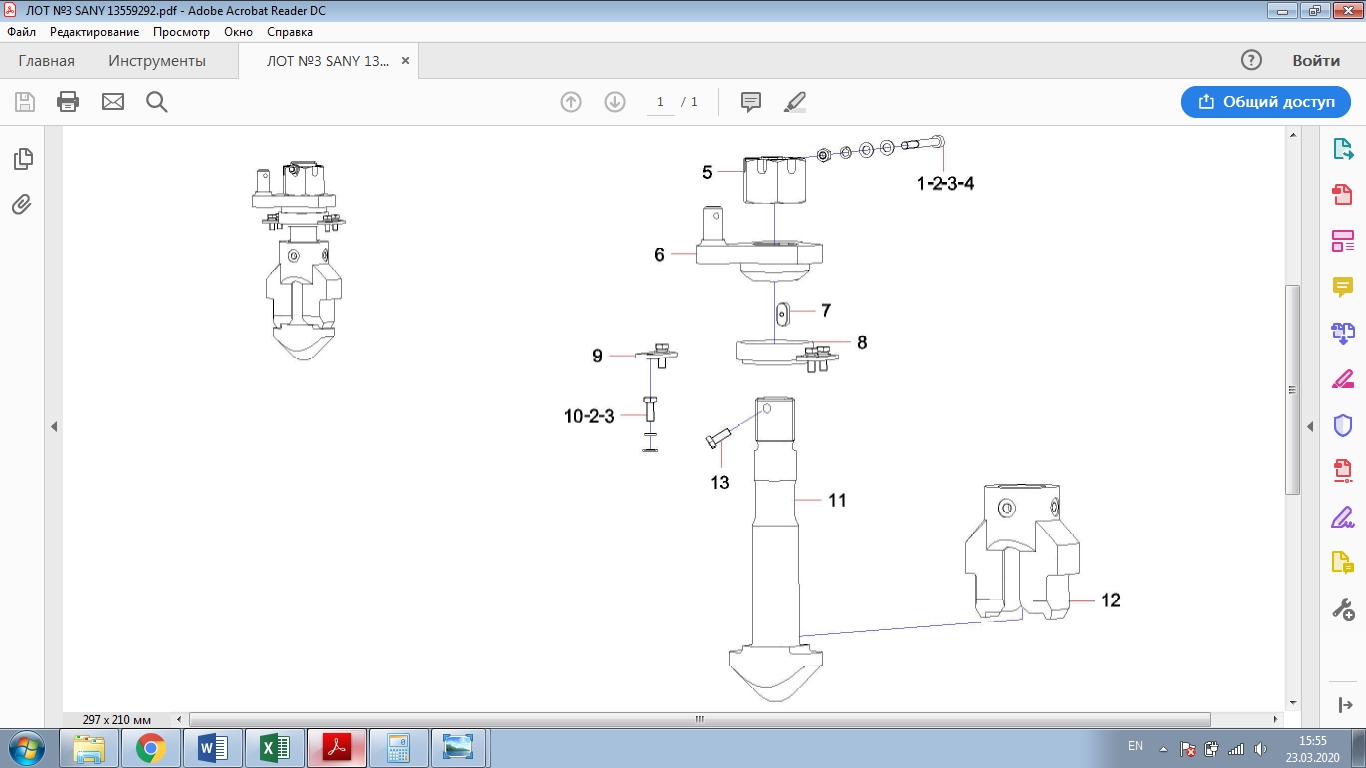 ЛОТ №3 SANY 13559292.pdf - Adobe Acrobat Reader DC
Файл Редактирование Просмотр Окно Справка
Главная Инструменты ЛОТ №3 SANY 13... × ? Войти
1 / 1 Общий доступ
1-2-3-4
5
6
7
8
9
10-2-3
13
11
12
297 x 210 мм
EN 15:55
23.03.2020